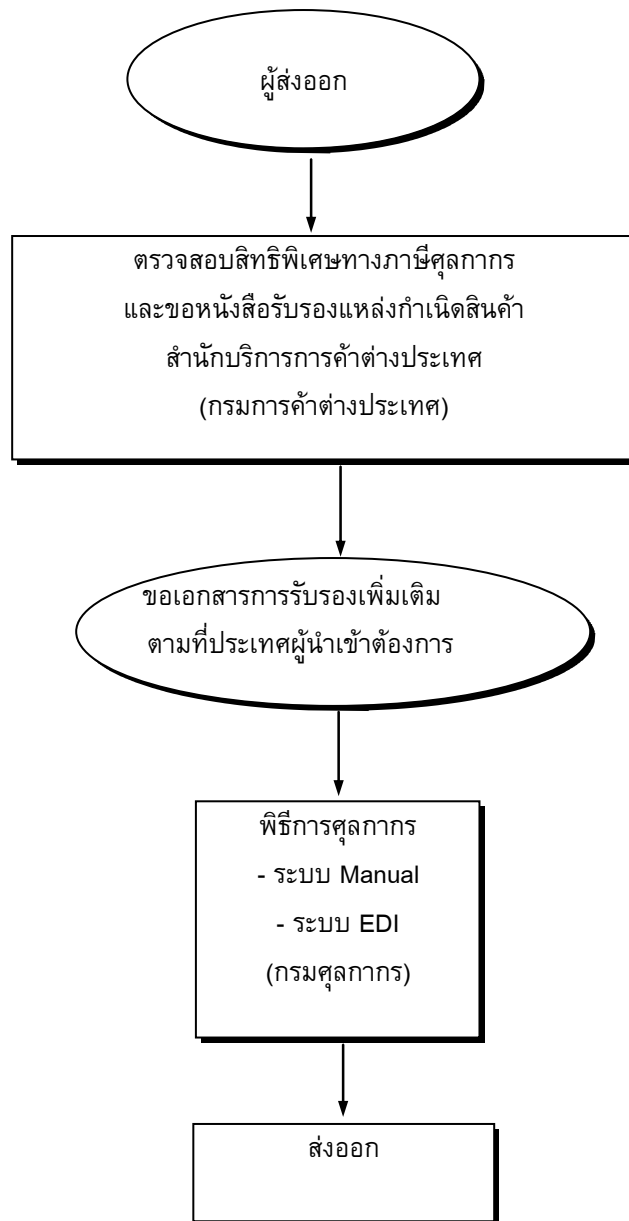 ผู้ส่งออก
ตรวจสอบสิทธิพิเศษทางภาษีศุลกากร
และขอหนังสือรับรองแหล่งกำเนิดสินค้า
สำนักบริการการค้าต่างประเทศ
(กรมการค้าต่างประเทศ)
ขอเอกสารการรับรองเพิ่มเติม
ตามที่ประเทศผู้นำเข้าต้องการ
พิธีการศุลกากร
- ระบบ Manual
- ระบบ EDI
(กรมศุลกากร)
ส่งออก